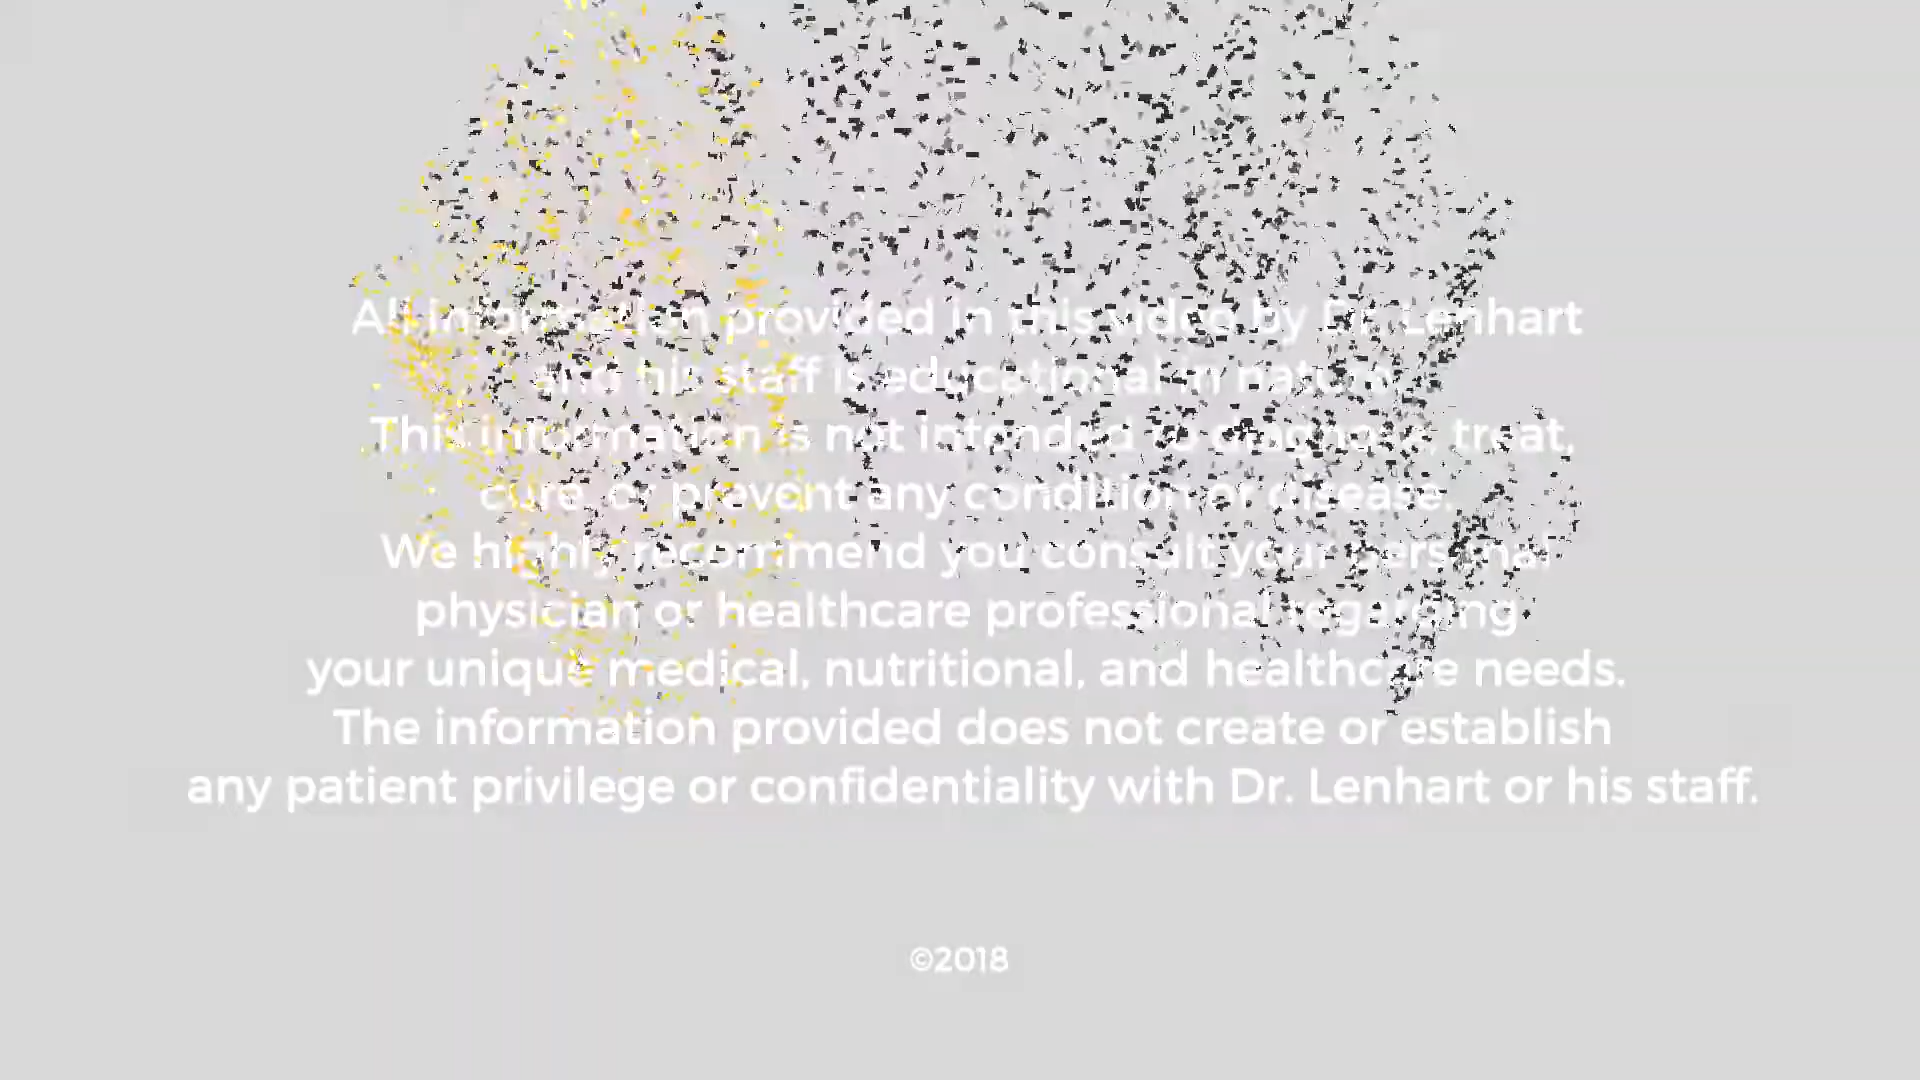 All information provided in this video by Dr. Lenhart
and his staff is educational in nature.
This information is not intended to diagnose, treat,
cure, or prevent any condition or disease.
We highly recommend you consult your personal
physician or healthcare professional regarding
your unique medical, nutritional, and healthcare needs.
The information provided does not create or establish
any patient privilege or confidentiality with Dr. Lenhart or his staff.
©2018